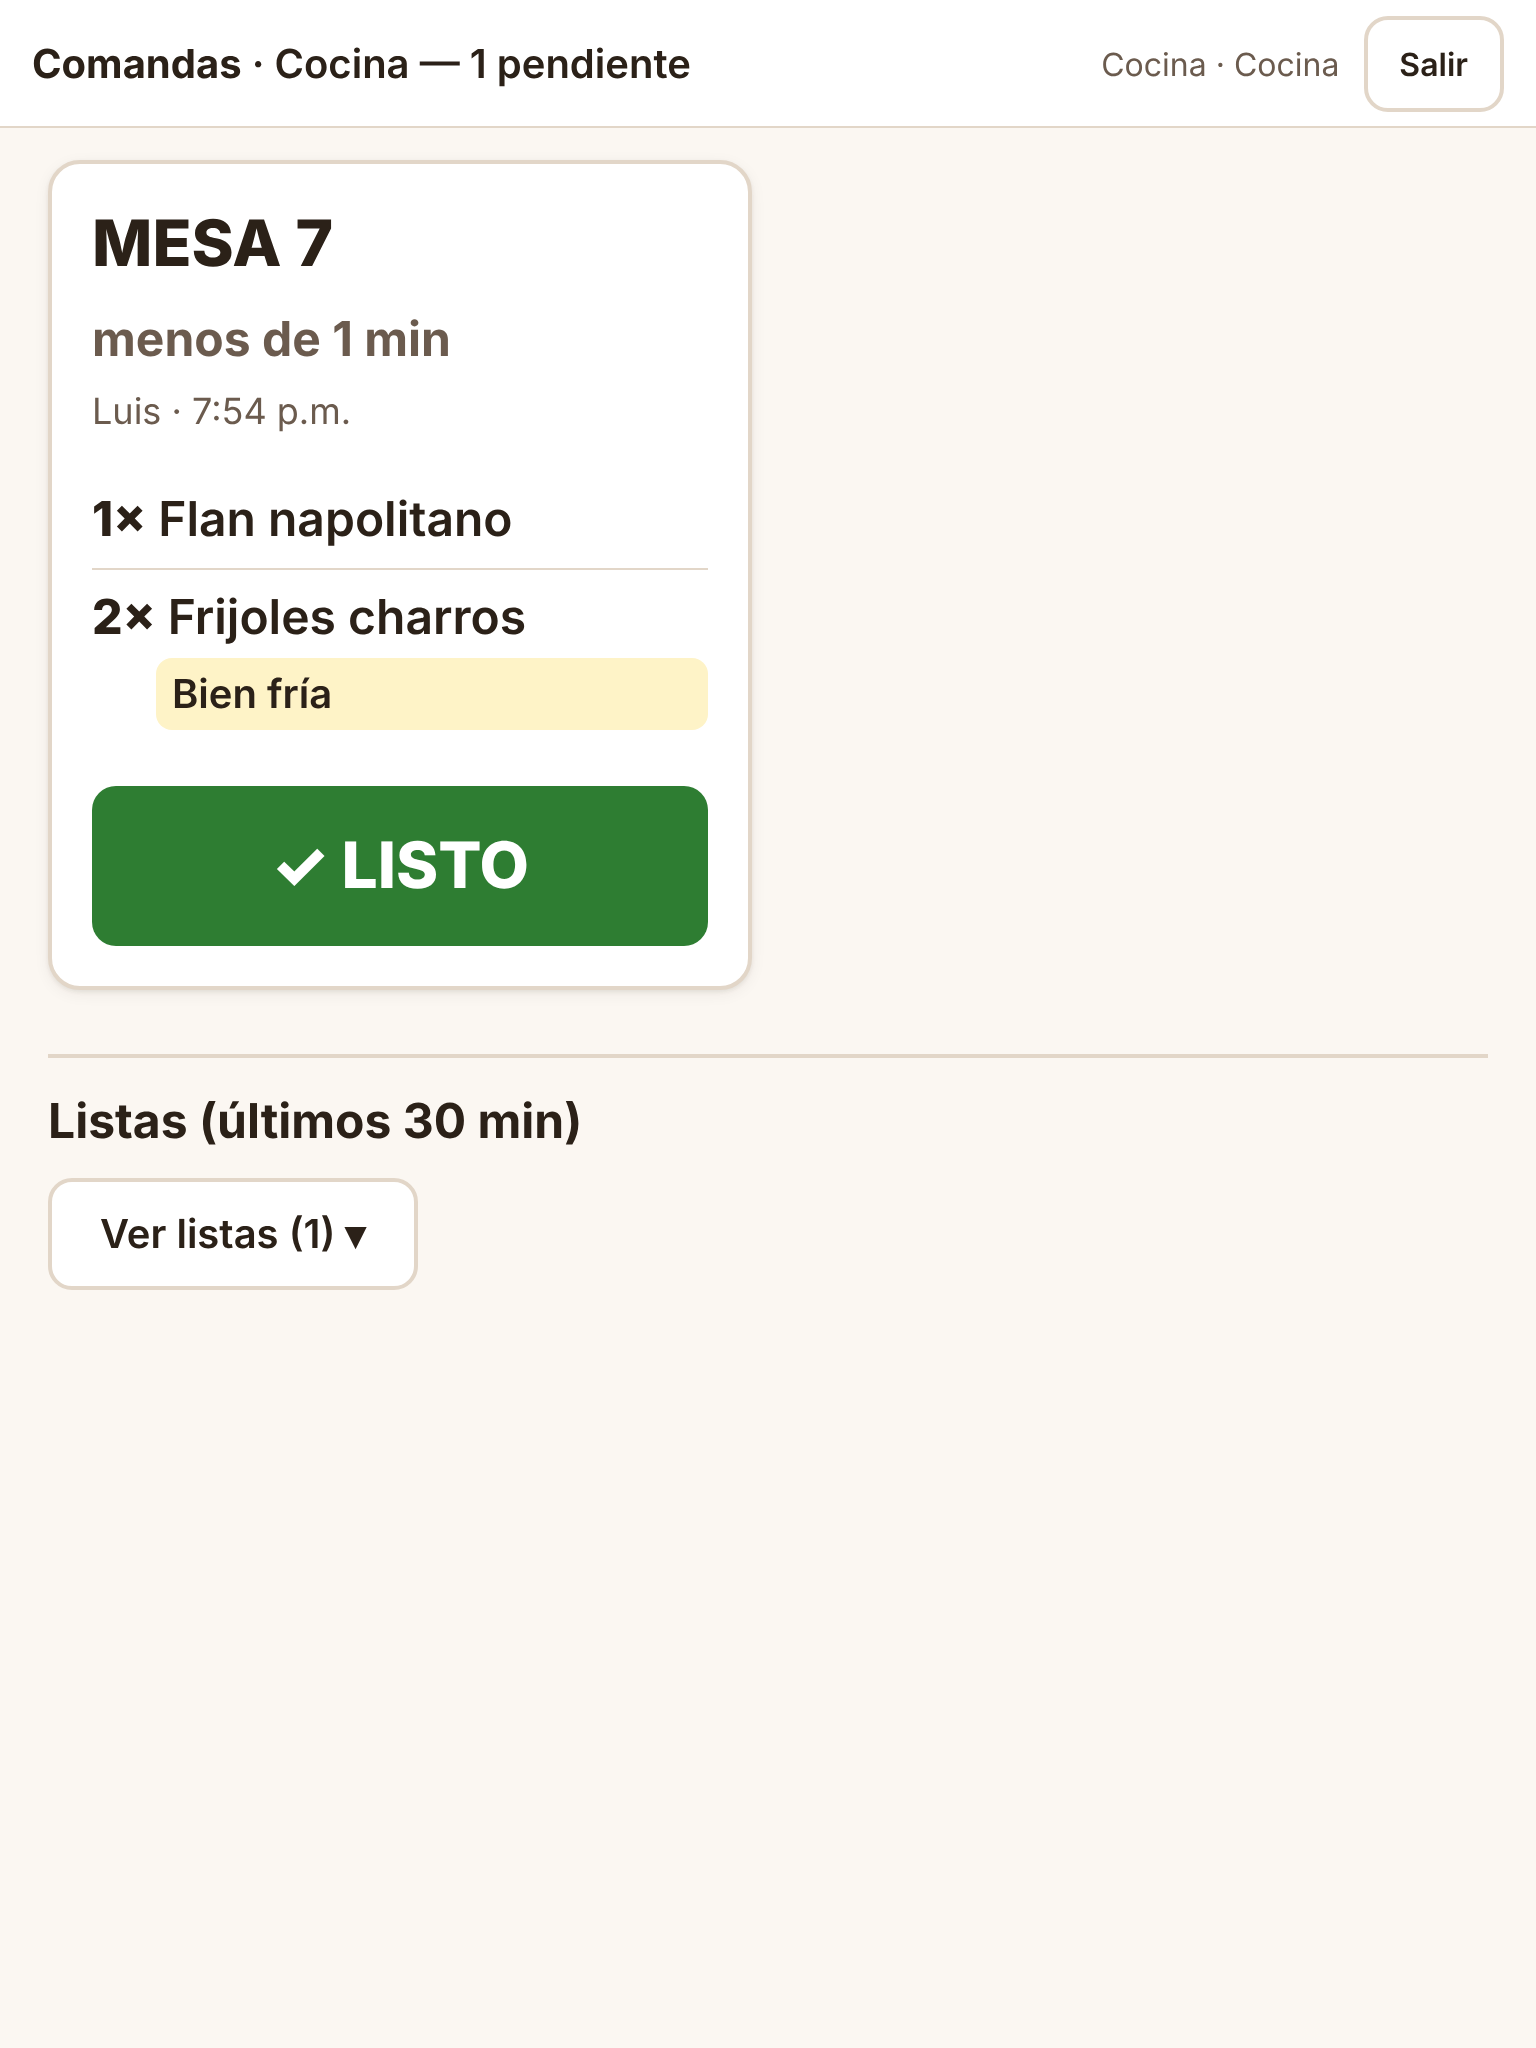 Comandas · Cocina — 1 pendiente
Cocina · Cocina
Salir
MESA 7
menos de 1 min
Luis · 7:54 p.m.
1× Flan napolitano
2× Frijoles charros
Bien fría
✓ LISTO
Listas (últimos 30 min)
Ver listas (1) ▾